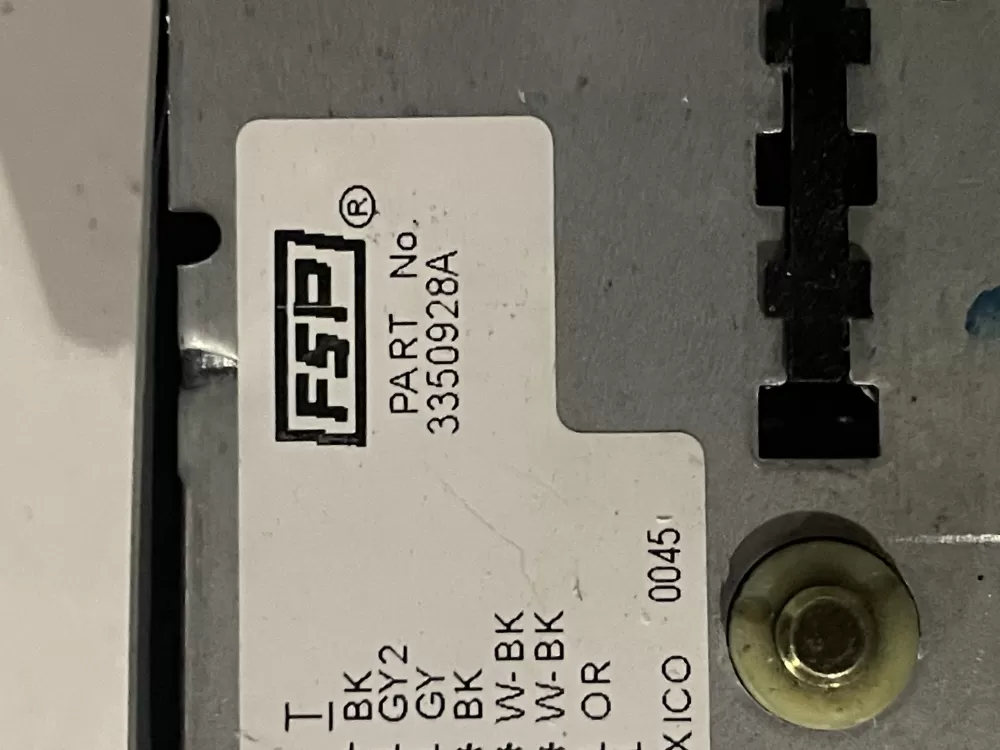 FSP®
PART No.
3350928A
T
BK
GY2
GY
BK
W-BK
W-BK
OR
XICO 0045